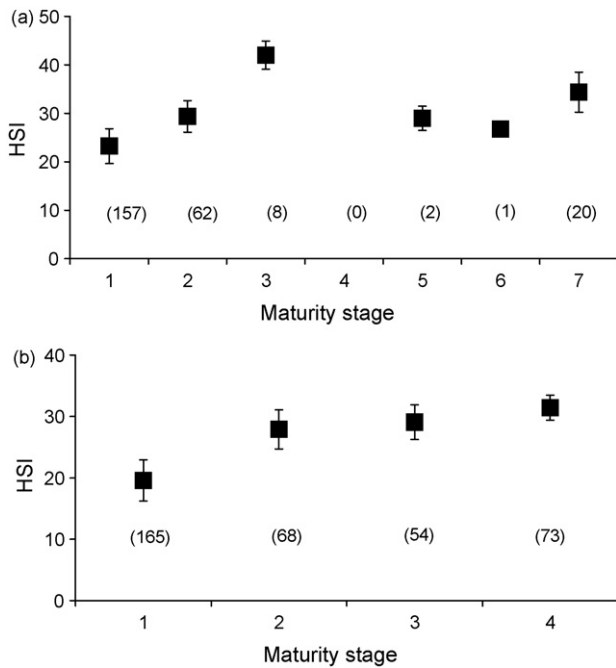 (a)
50
40
30
20
10
0
HSI
(157) (62) (8) (0) (2) (1) (20)
1 2 3 4 5 6 7
Maturity stage
(b)
40
30
20
10
0
HSI
(165) (68) (54) (73)
1 2 3 4
Maturity stage